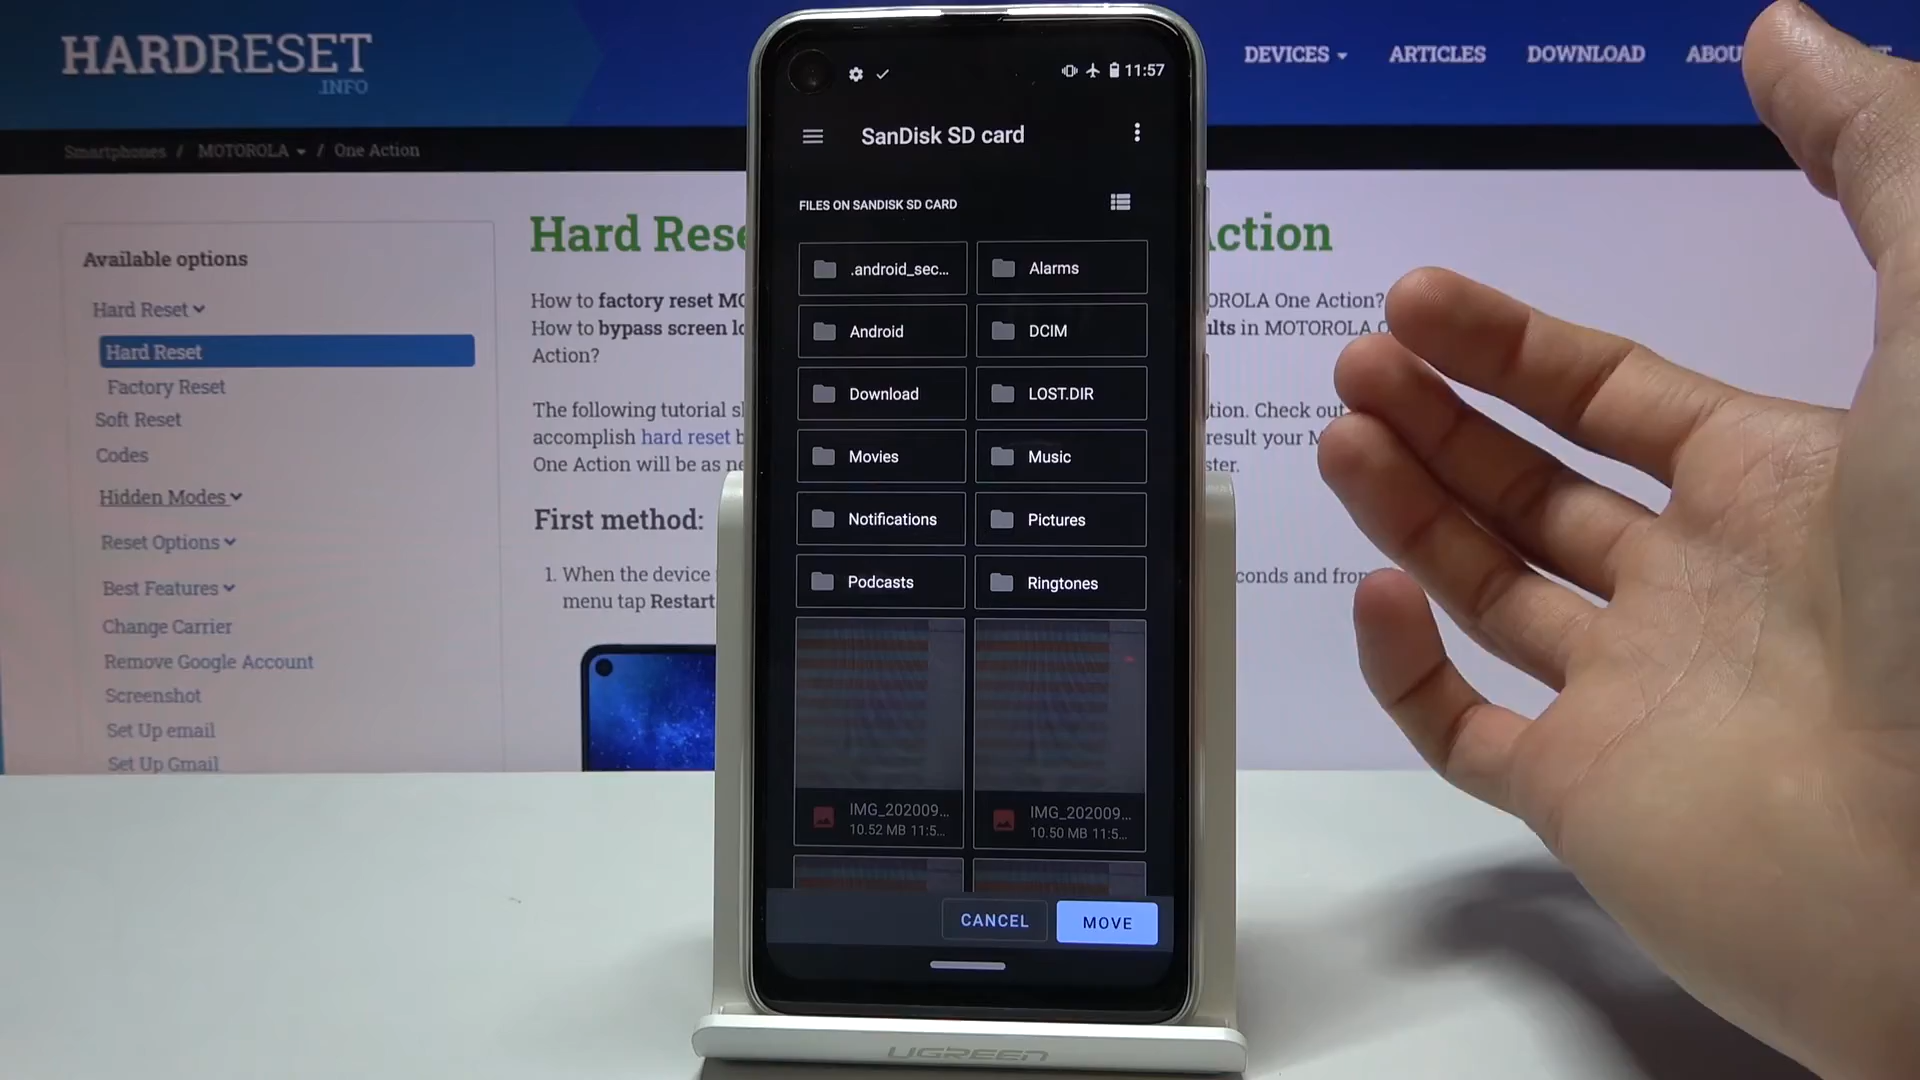 HARDRESET
.INFO
DEVICES
ARTICLES
DOWNLOAD
ABOU
Smartphones / MOTOROLA / One Action
Available options
Hard Reset
Hard Reset
Factory Reset
Soft Reset
Codes
Hidden Modes
Reset Options
Best Features
Change Carrier
Remove Google Account
Screenshot
Set Up email
Set Up Gmail
Hard Rese
ction
How to factory reset MO
OROLA One Action?
How to bypass screen lo
ults in MOTOROLA O
Action?
The following tutorial s
tion. Check out
accomplish hard reset b
result your M
One Action will be as ne
ster.
First method:
1. When the device
conds and from
menu tap Restart
11:57
SanDisk SD card
FILES ON SANDISK SD CARD
.android_sec...
Alarms
Android
DCIM
Download
LOST.DIR
Movies
Music
Notifications
Pictures
Podcasts
Ringtones
IMG_202009...
10.52 MB 11:5...
IMG_202009...
10.50 MB 11:5...
CANCEL
MOVE
UGREEN